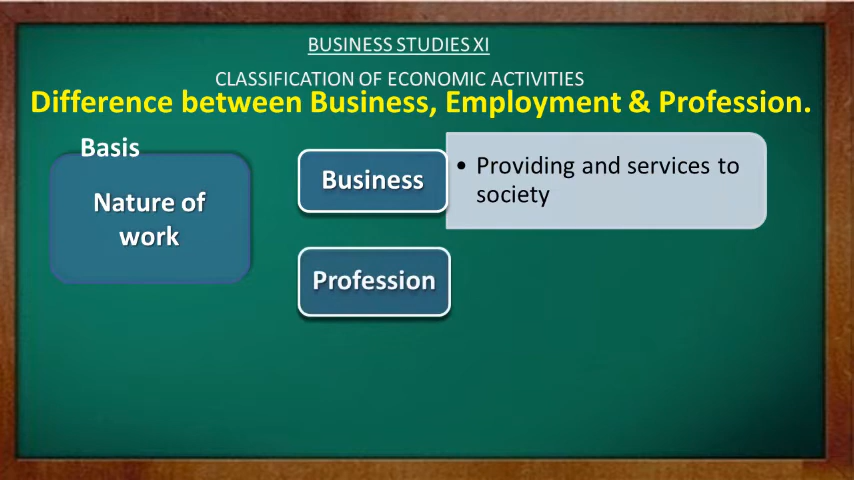 BUSINESS STUDIES XI
CLASSIFICATION OF ECONOMIC ACTIVITIES
Difference between Business, Employment & Profession.
Basis
Nature of
work
Business
• Providing and services to
society
Profession